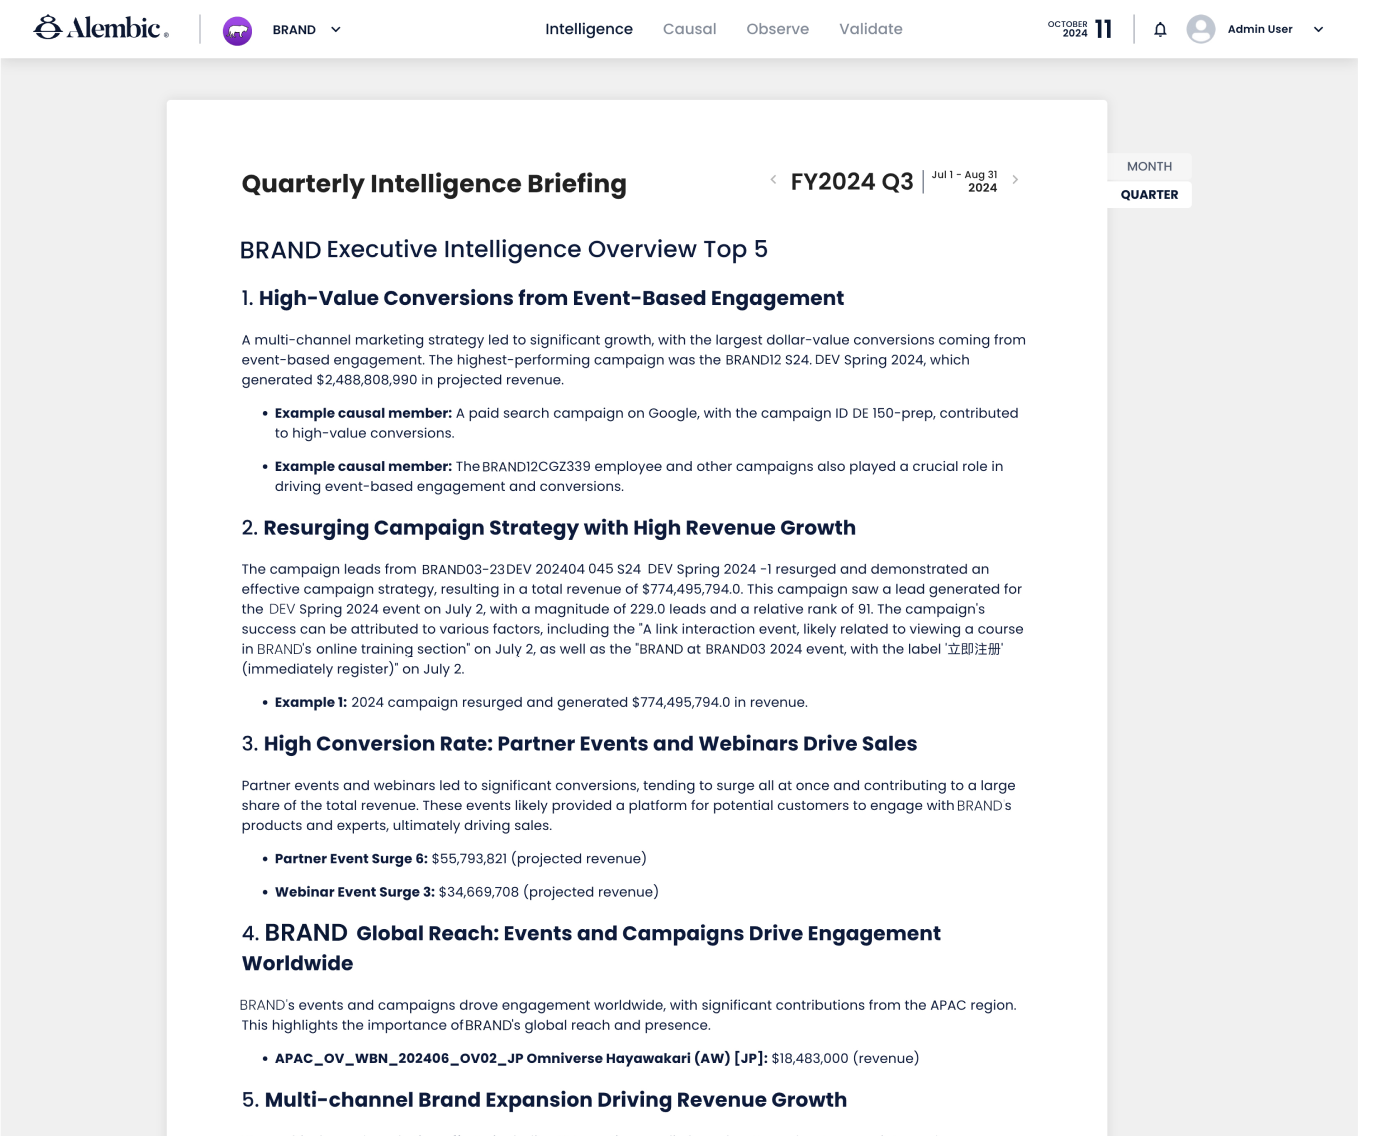 Alembic®
BRAND
Intelligence Causal Observe Validate
OCTOBER
2024
11
Admin User
MONTH
QUARTER
Quarterly Intelligence Briefing
FY2024 Q3
Jul 1 - Aug 31
2024
BRAND Executive Intelligence Overview Top 5
1. High-Value Conversions from Event-Based Engagement
A multi-channel marketing strategy led to significant growth, with the largest dollar-value conversions coming from
event-based engagement. The highest-performing campaign was the BRAND12 S24. DEV Spring 2024, which
generated $2,488,808,990 in projected revenue.
• Example causal member: A paid search campaign on Google, with the campaign ID DE 150-prep, contributed
to high-value conversions.
• Example causal member: The BRAND12CGZ339 employee and other campaigns also played a crucial role in
driving event-based engagement and conversions.
2. Resurging Campaign Strategy with High Revenue Growth
The campaign leads from BRAND03-23 DEV 202404 045 S24 DEV Spring 2024 -1 resurged and demonstrated an
effective campaign strategy, resulting in a total revenue of $774,495,794.0. This campaign saw a lead generated for
the DEV Spring 2024 event on July 2, with a magnitude of 229.0 leads and a relative rank of 91. The campaign's
success can be attributed to various factors, including the "A link interaction event, likely related to viewing a course
in BRAND's online training section" on July 2, as well as the "BRAND at BRAND03 2024 event, with the label '立即注册'
(immediately register)" on July 2.
• Example 1: 2024 campaign resurged and generated $774,495,794.0 in revenue.
3. High Conversion Rate: Partner Events and Webinars Drive Sales
Partner events and webinars led to significant conversions, tending to surge all at once and contributing to a large
share of the total revenue. These events likely provided a platform for potential customers to engage with BRAND's
products and experts, ultimately driving sales.
• Partner Event Surge 6: $55,793,821 (projected revenue)
• Webinar Event Surge 3: $34,669,708 (projected revenue)
4. BRAND Global Reach: Events and Campaigns Drive Engagement
Worldwide
BRAND's events and campaigns drove engagement worldwide, with significant contributions from the APAC region.
This highlights the importance of BRAND's global reach and presence.
• APAC_OV_WBN_202406_OV02_JP Omniverse Hayawakari (AW) [JP]: $18,483,000 (revenue)
5. Multi-channel Brand Expansion Driving Revenue Growth